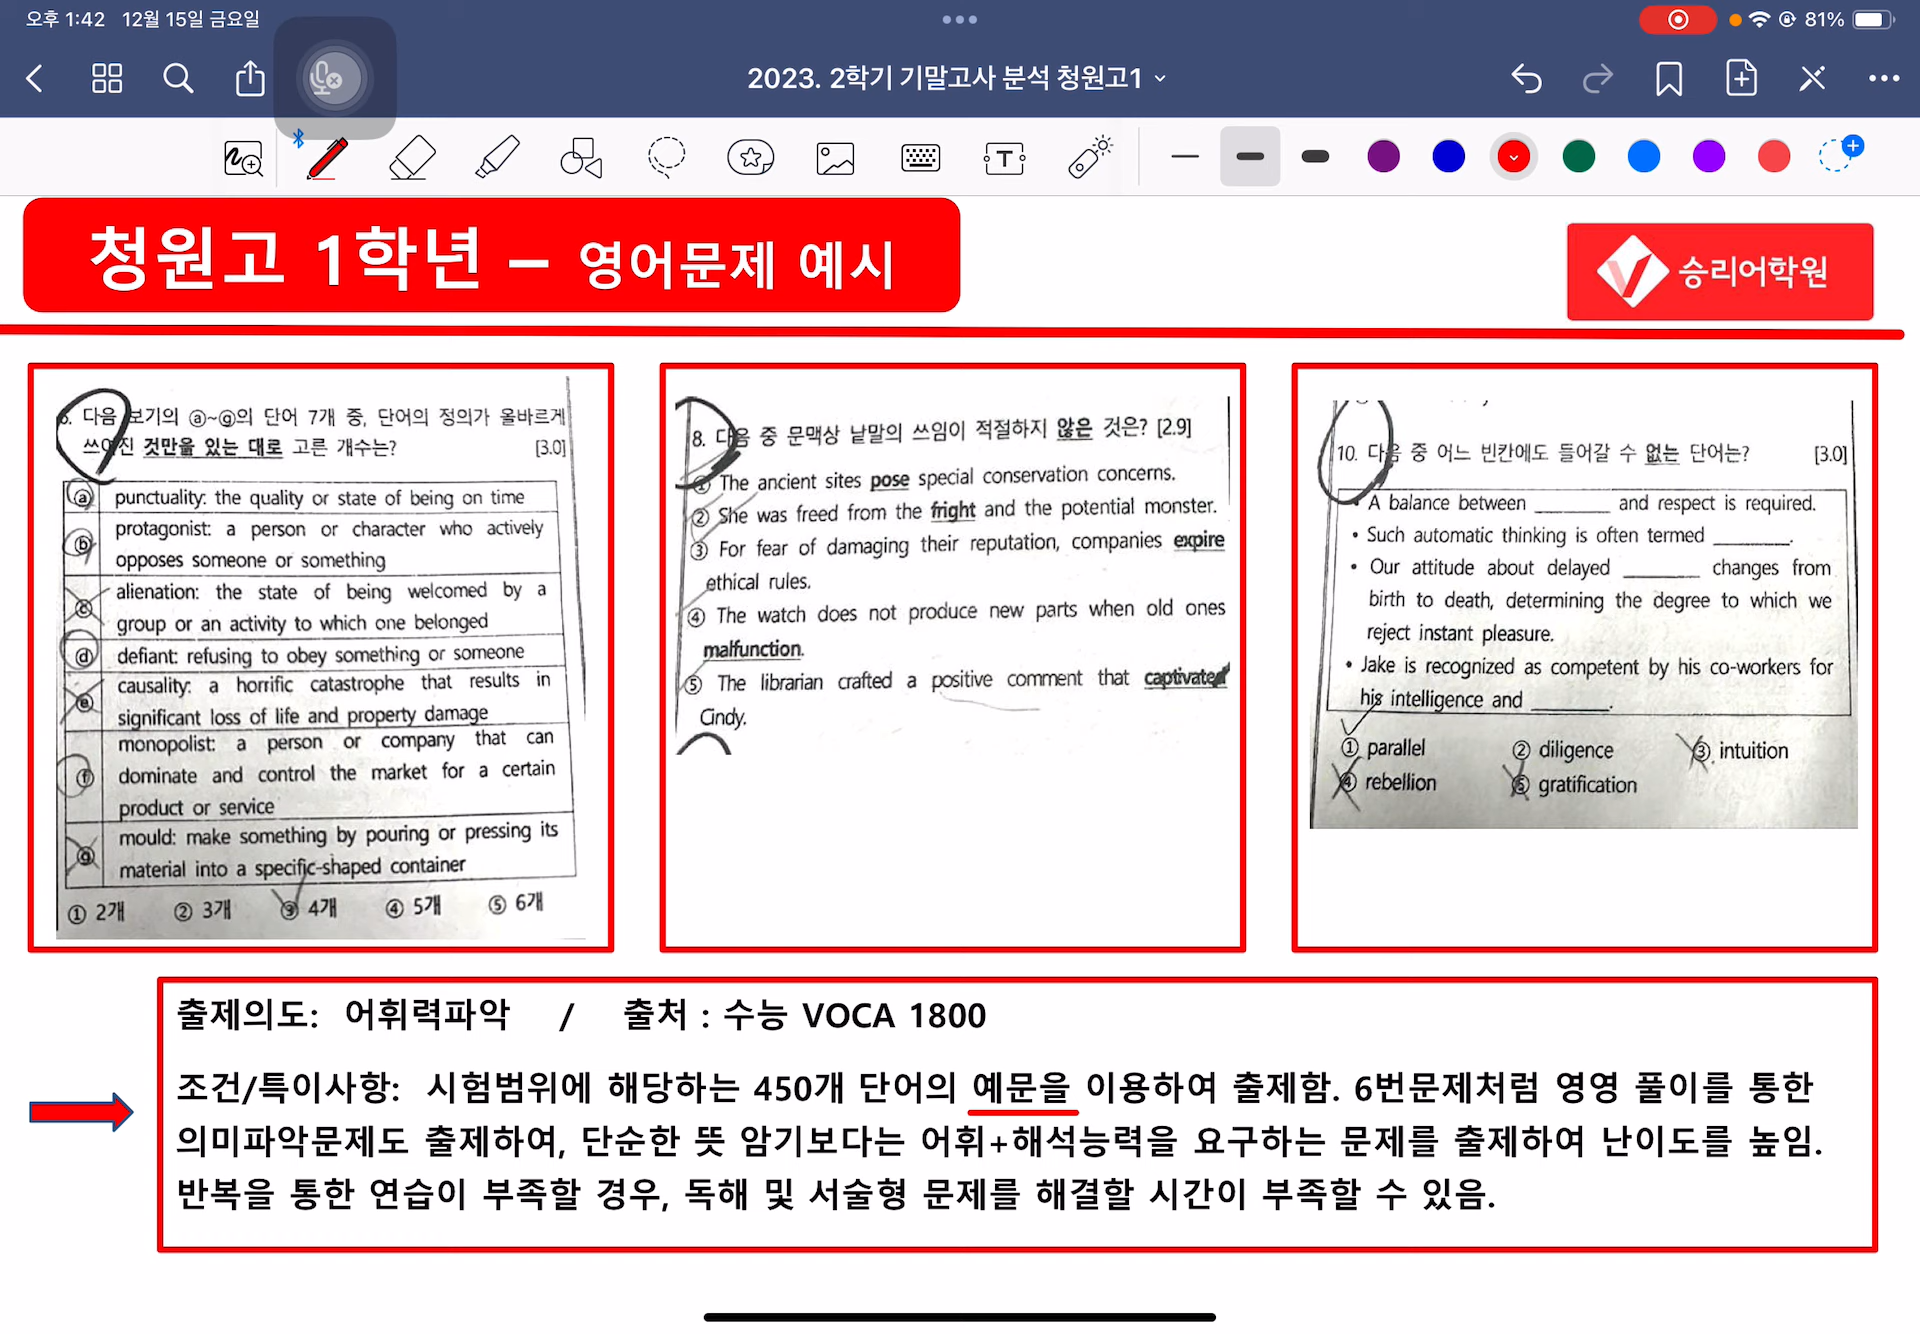 오후 1:42 12월 15일 금요일
81%
2023. 2학기 기말고사 분석 청원고1
청원고 1학년 – 영어문제 예시
승리어학원
다음 보기의 ⓐ~ⓖ의 단어 7개 중, 단어의 정의가 올바르게
쓰여진 것만을 있는 대로 고른 개수는? [3.0]
ⓐ punctuality: the quality or state of being on time
ⓑ protagonist: a person or character who actively
opposes someone or something
ⓒ alienation: the state of being welcomed by a
group or an activity to which one belonged
ⓓ defiant: refusing to obey something or someone
ⓔ causality: a horrific catastrophe that results in
significant loss of life and property damage
ⓕ monopolist: a person or company that can
dominate and control the market for a certain
product or service
ⓖ mould: make something by pouring or pressing its
material into a specific-shaped container
① 2개 ② 3개 ③ 4개 ④ 5개 ⑤ 6개
8. 다음 중 문맥상 낱말의 쓰임이 적절하지 않은 것은? [2.9]
① The ancient sites pose special conservation concerns.
② She was freed from the fright and the potential monster.
③ For fear of damaging their reputation, companies expire
ethical rules.
④ The watch does not produce new parts when old ones
malfunction.
⑤ The librarian crafted a positive comment that captivated
Cindy.
10. 다음 중 어느 빈칸에도 들어갈 수 없는 단어는? [3.0]
• A balance between ________ and respect is required.
• Such automatic thinking is often termed ________.
• Our attitude about delayed ________ changes from
birth to death, determining the degree to which we
reject instant pleasure.
• Jake is recognized as competent by his co-workers for
his intelligence and ________.
① parallel ② diligence ③ intuition
④ rebellion ⑤ gratification
출제의도: 어휘력파악 / 출처 : 수능 VOCA 1800
조건/특이사항: 시험범위에 해당하는 450개 단어의 예문을 이용하여 출제함. 6번문제처럼 영영 풀이를 통한
의미파악문제도 출제하여, 단순한 뜻 암기보다는 어휘+해석능력을 요구하는 문제를 출제하여 난이도를 높임.
반복을 통한 연습이 부족할 경우, 독해 및 서술형 문제를 해결할 시간이 부족할 수 있음.